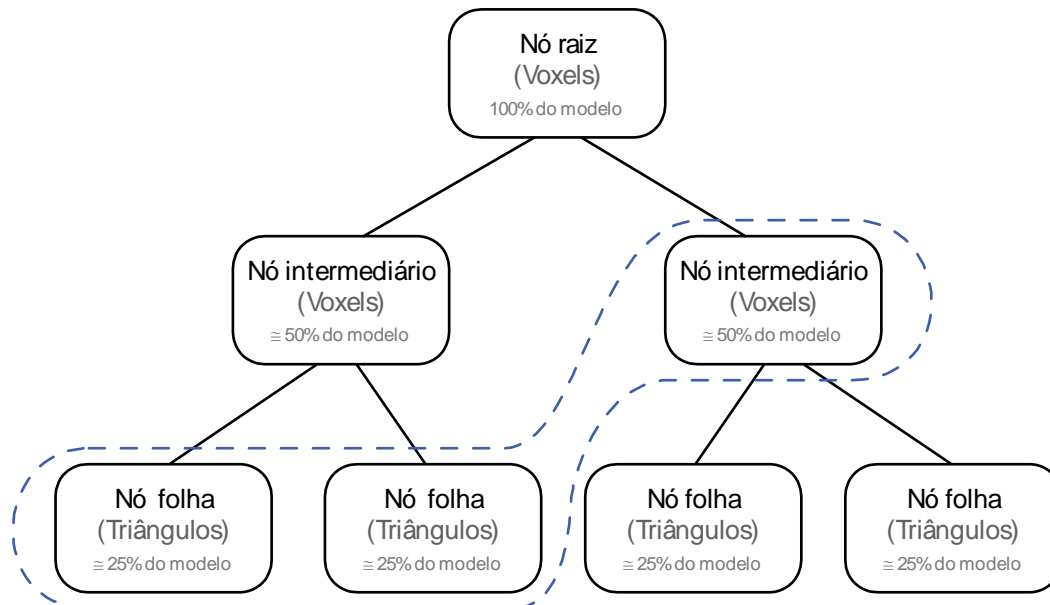 Nó raiz
(Voxels)
100% do modelo
Nó intermediário
(Voxels)
≅ 50% do modelo
Nó intermediário
(Voxels)
≅ 50% do modelo
Nó folha
(Triângulos)
≅ 25% do modelo
Nó folha
(Triângulos)
≅ 25% do modelo
Nó folha
(Triângulos)
≅ 25% do modelo
Nó folha
(Triângulos)
≅ 25% do modelo